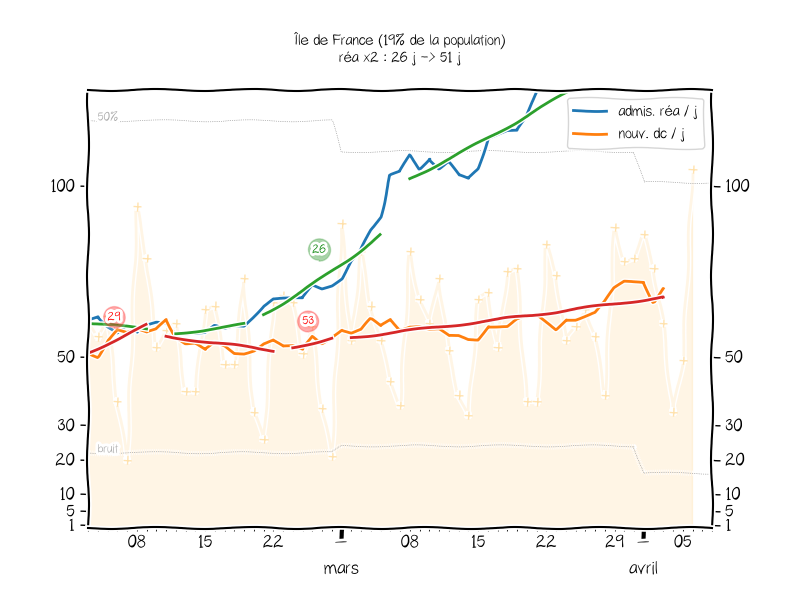 Île de France (19% de la population)
réa x2 : 26 j -> 51 j
50%
admis. réa / j
nouv. dc / j
100
100
26
29
53
50
50
bruit
30
30
20
20
10
10
5
5
1
1
08 15 22 1 08 15 22 29 1 05
mars avril